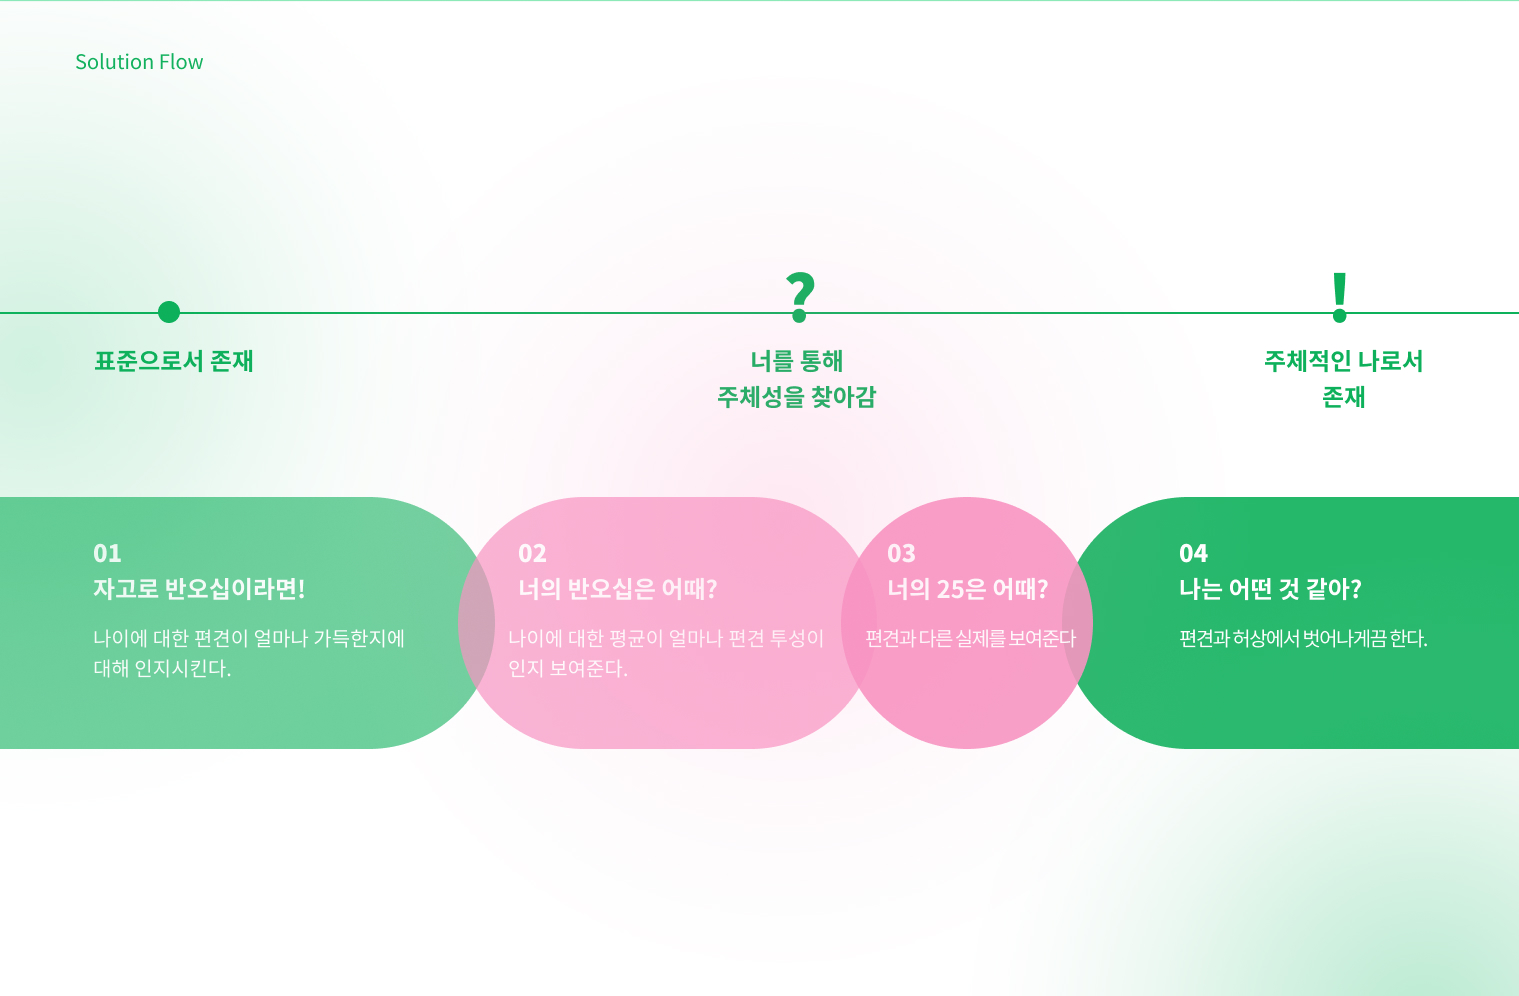 Solution Flow
?
!
표준으로서 존재
너를 통해
주체성을 찾아감
주체적인 나로서
존재
01
자고로 반오십이라면!
나이에 대한 편견이 얼마나 가득한지에
대해 인지시킨다.
02
너의 반오십은 어때?
나이에 대한 평균이 얼마나 편견 투성이
인지 보여준다.
03
너의 25은 어때?
편견과 다른 실제를 보여준다
04
나는 어떤 것 같아?
편견과 허상에서 벗어나게끔 한다.